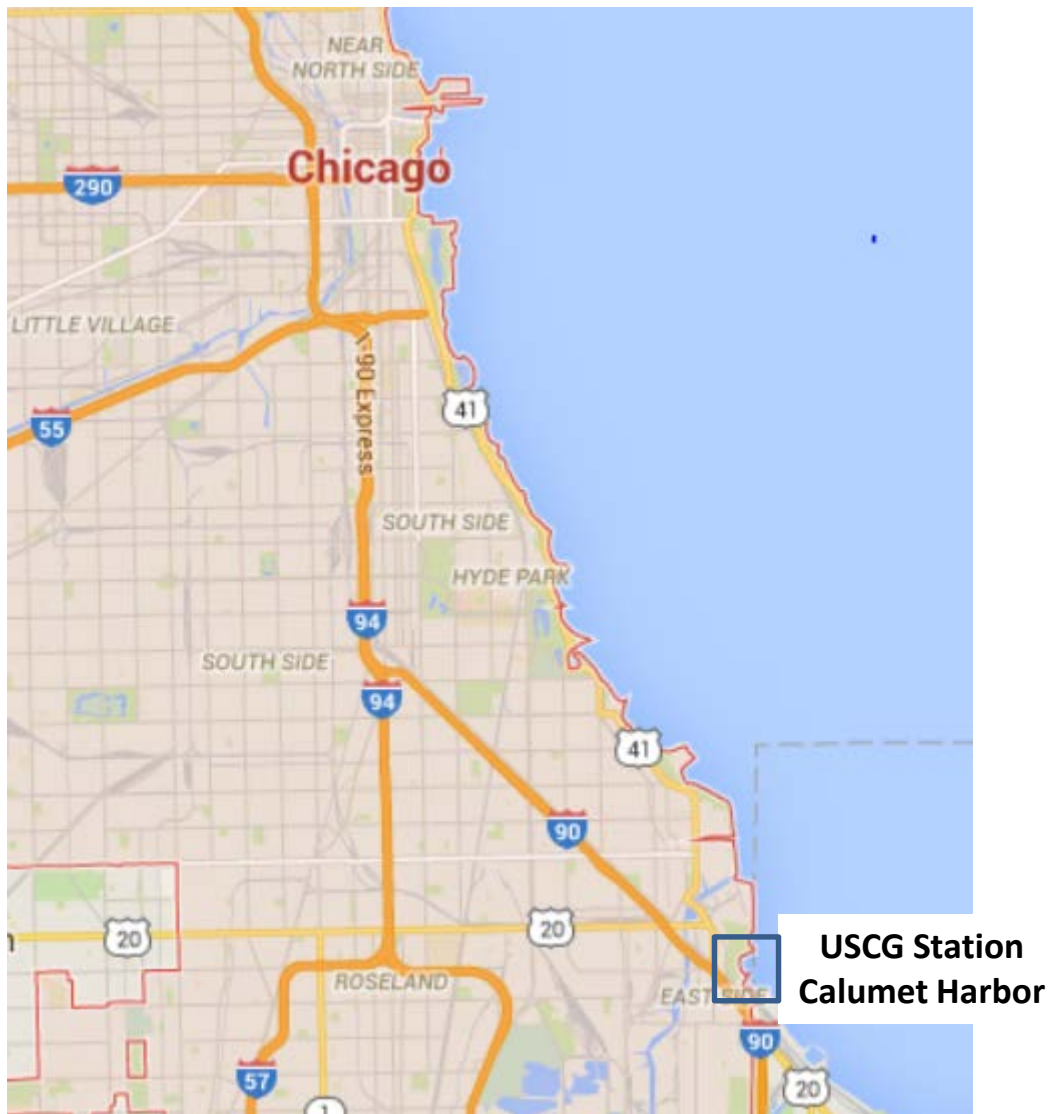 NEAR
NORTH SIDE
Chicago
290
LITTLE VILLAGE
90 Express
41
55
SOUTH SIDE
HYDE PARK
94
SOUTH SIDE
94
41
90
20
20
USCG Station
Calumet Harbor
ROSELAND
EAST SIDE
90
57
20
1